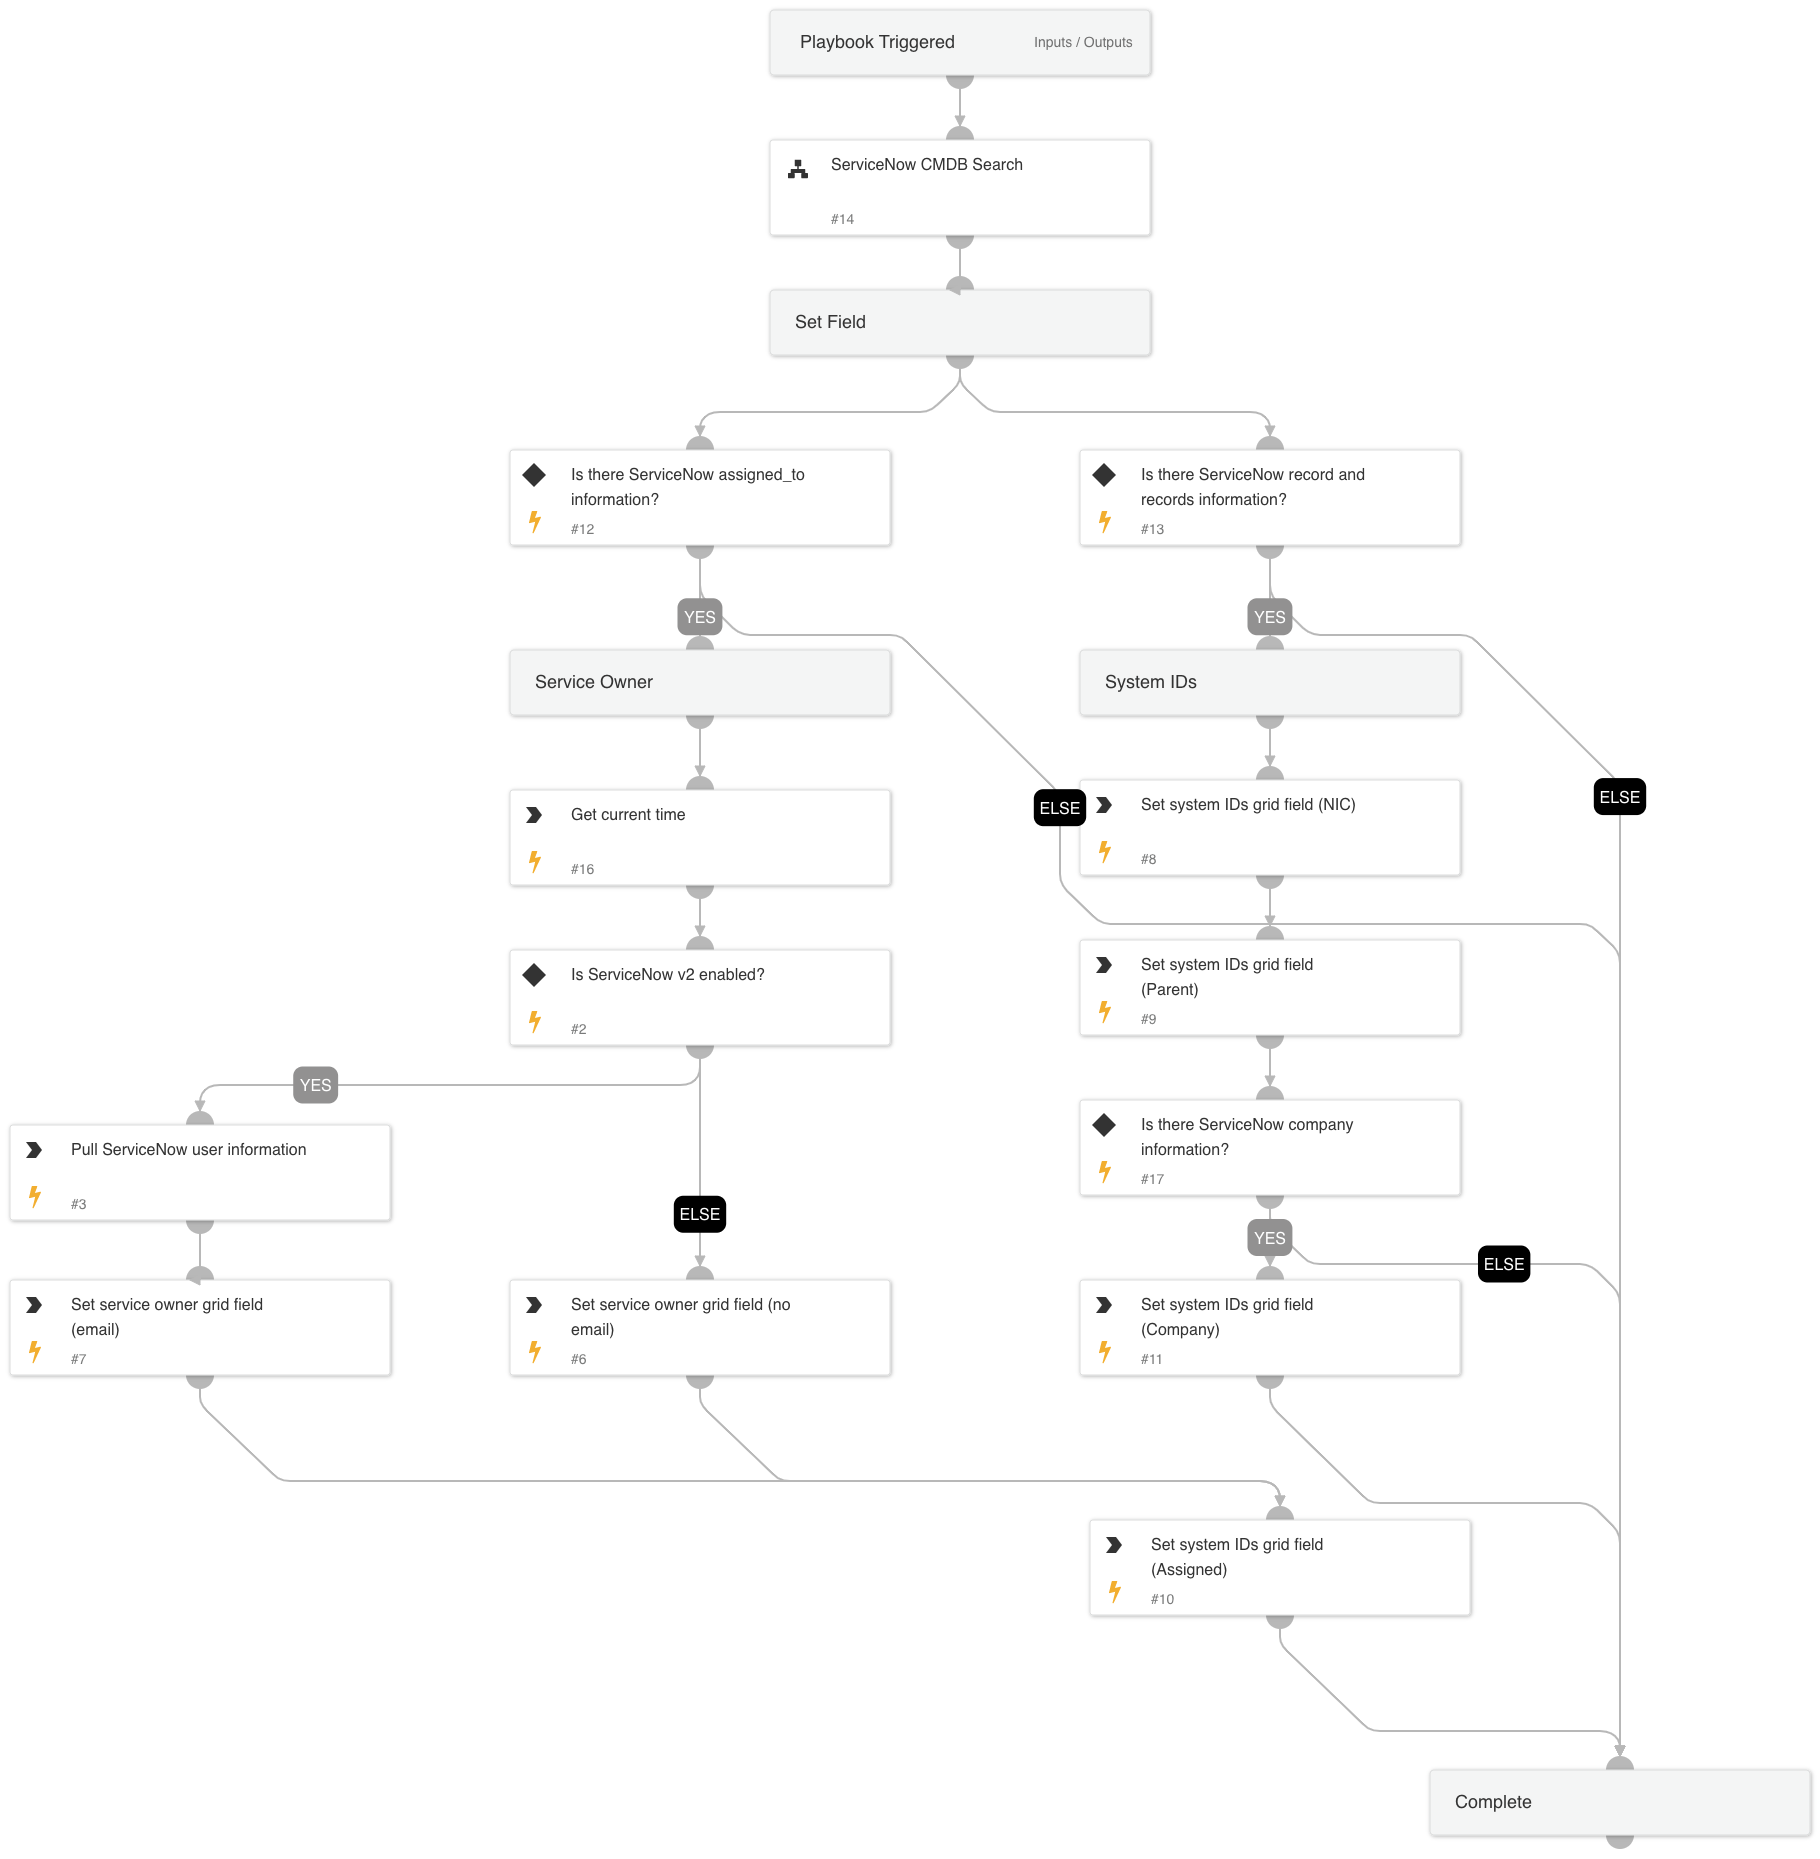 Playbook Triggered
Inputs / Outputs
ServiceNow CMDB Search
#14
Set Field
Is there ServiceNow assigned_to
information?
#12
Is there ServiceNow record and
records information?
#13
YES
YES
Service Owner
System IDs
Get current time
#16
ELSE
Set system IDs grid field (NIC)
#8
ELSE
Is ServiceNow v2 enabled?
#2
Set system IDs grid field
(Parent)
#9
YES
Pull ServiceNow user information
#3
ELSE
Is there ServiceNow company
information?
#17
YES
ELSE
Set service owner grid field
(email)
#7
Set service owner grid field (no
email)
#6
Set system IDs grid field
(Company)
#11
Set system IDs grid field
(Assigned)
#10
Complete